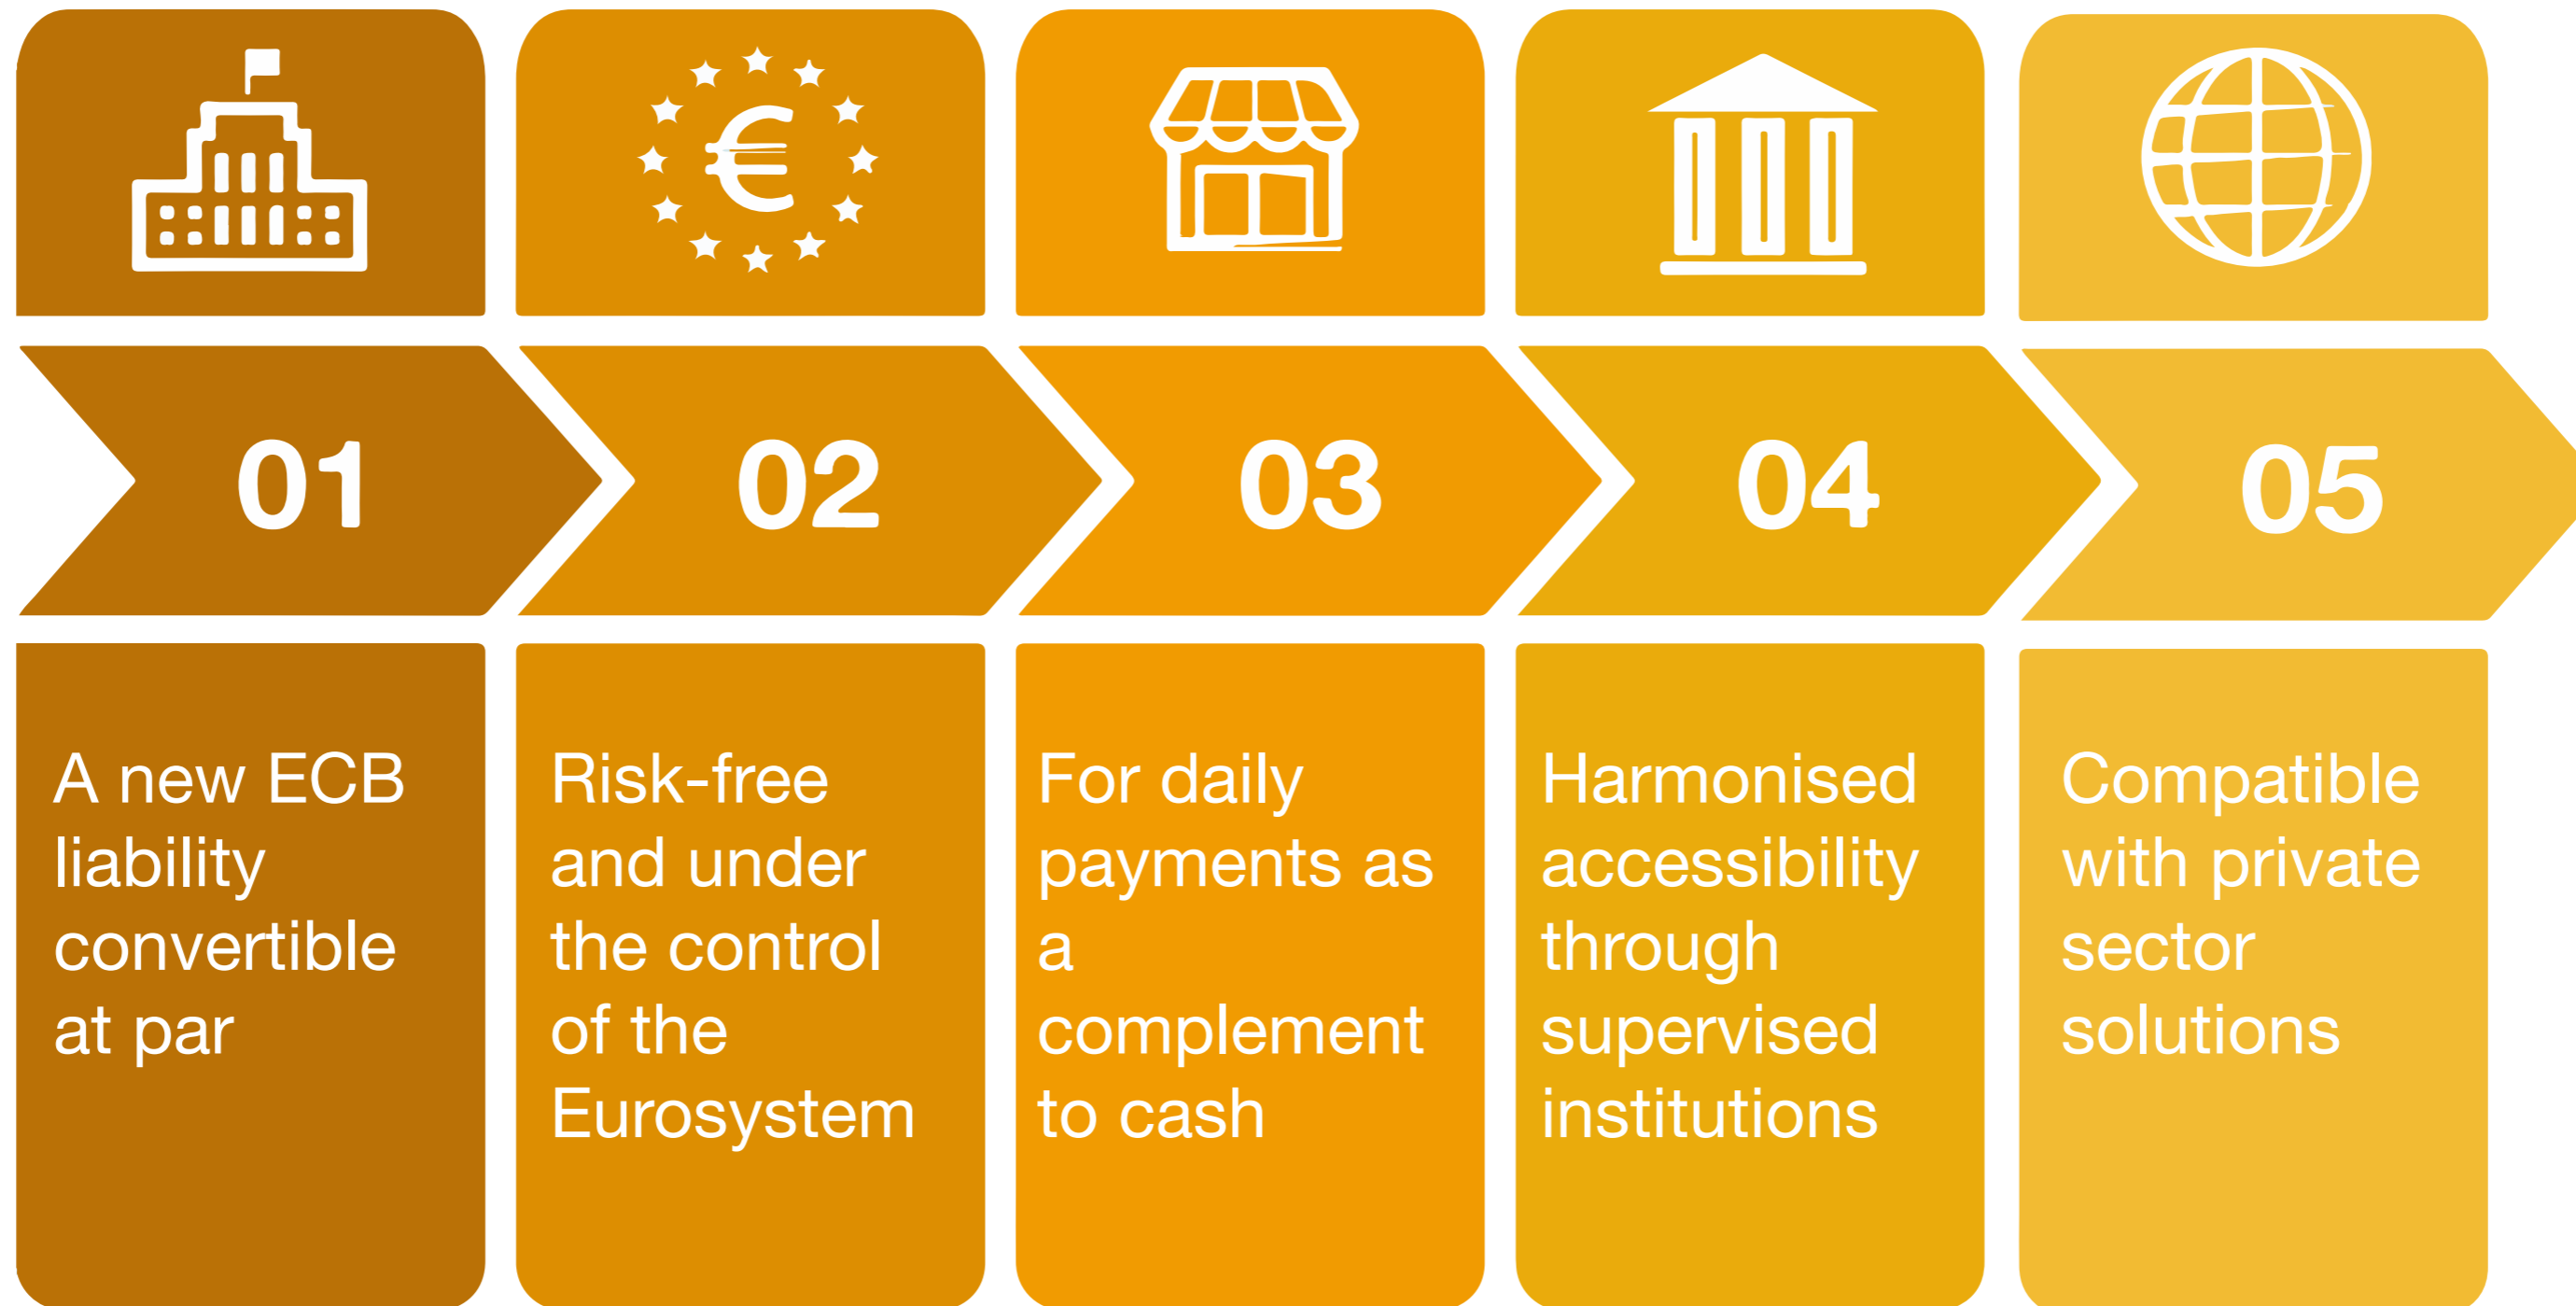 01
02
03
04
05
A new ECB
liability
convertible
at par
Risk-free
and under
the control
of the
Eurosystem
For daily
payments as
a
complement
to cash
Harmonised
accessibility
through
supervised
institutions
Compatible
with private
sector
solutions